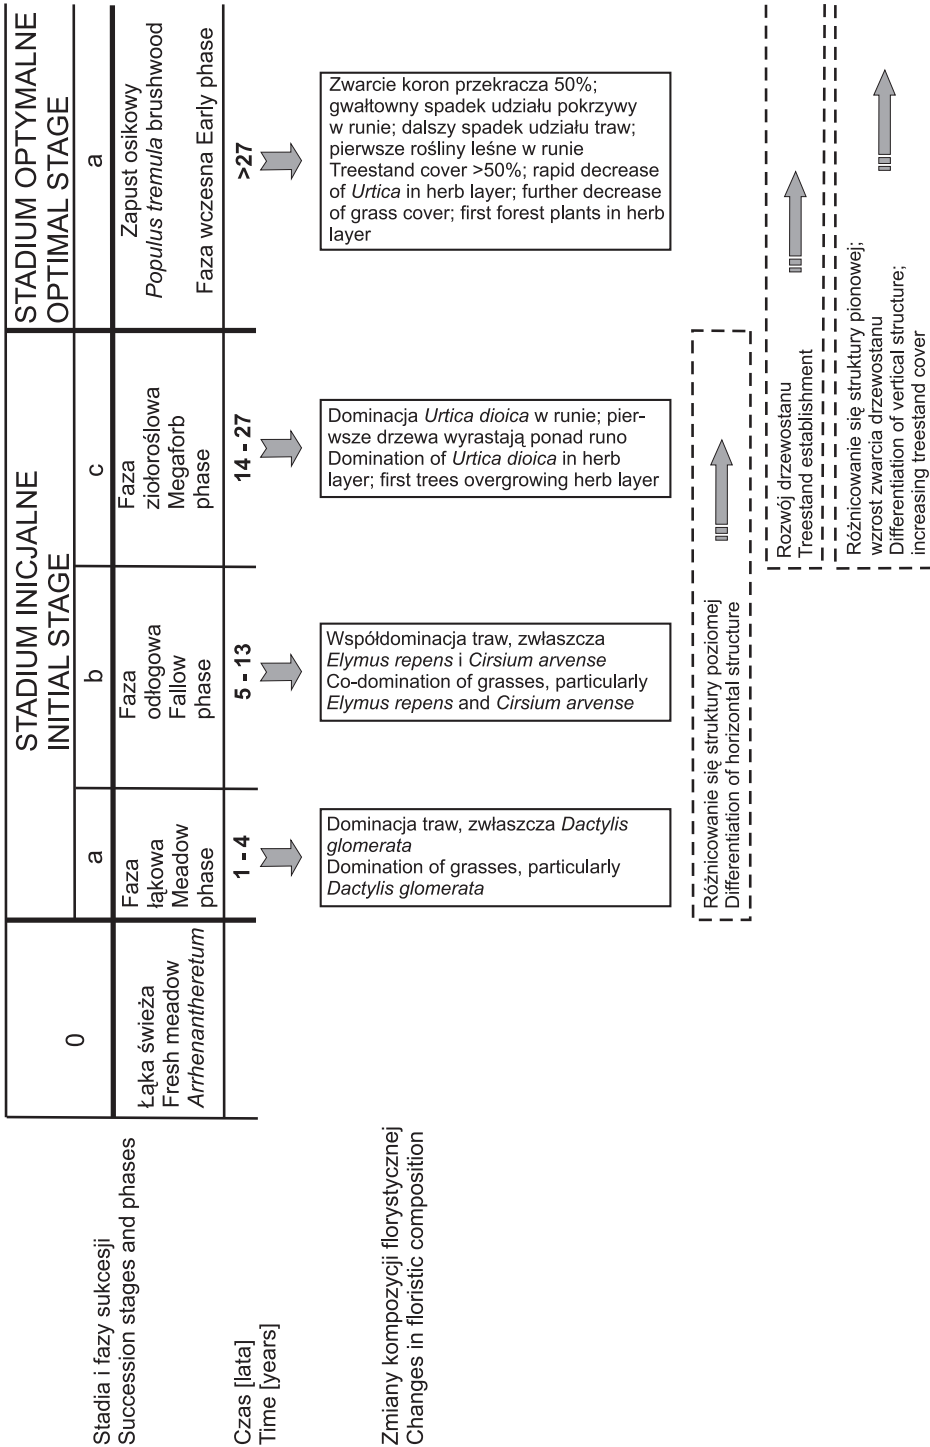 Stadia i fazy sukcesji
Succession stages and phases
0
STADIUM INICJALNE
INITIAL STAGE
STADIUM OPTYMALNE
OPTIMAL STAGE
a
b
c
a
Łąka świeża
Fresh meadow
Arrhenantheretum
Faza
łąkowa
Meadow
phase
Faza
odłogowa
Fallow
phase
Faza
ziołoroślowa
Megaforb
phase
Zapust osikowy
Populus tremula brushwood
Faza wczesna Early phase
Czas [lata]
Time [years]
1 - 4
5 - 13
14 - 27
>27
Zmiany kompozycji florystycznej
Changes in floristic composition
Dominacja traw, zwłaszcza Dactylis
glomerata
Domination of grasses, particularly
Dactylis glomerata
Współdominacja traw, zwłaszcza
Elymus repens i Cirsium arvense
Co-domination of grasses, particularly
Elymus repens and Cirsium arvense
Dominacja Urtica dioica w runie; pier-
wsze drzewa wyrastają ponad runo
Domination of Urtica dioica in herb
layer; first trees overgrowing herb layer
Zwarcie koron przekracza 50%;
gwałtowny spadek udziału pokrzywy
w runie; dalszy spadek udziału traw;
pierwsze rośliny leśne w runie
Treestand cover >50%; rapid decrease
of Urtica in herb layer; further decrease
of grass cover; first forest plants in herb
layer
Różnicowanie się struktury poziomej
Differentiation of horizontal structure
Rozwój drzewostanu
Treestand establishment
Różnicowanie się struktury pionowej;
wzrost zwarcia drzewostanu
Differentiation of vertical structure;
increasing treestand cover